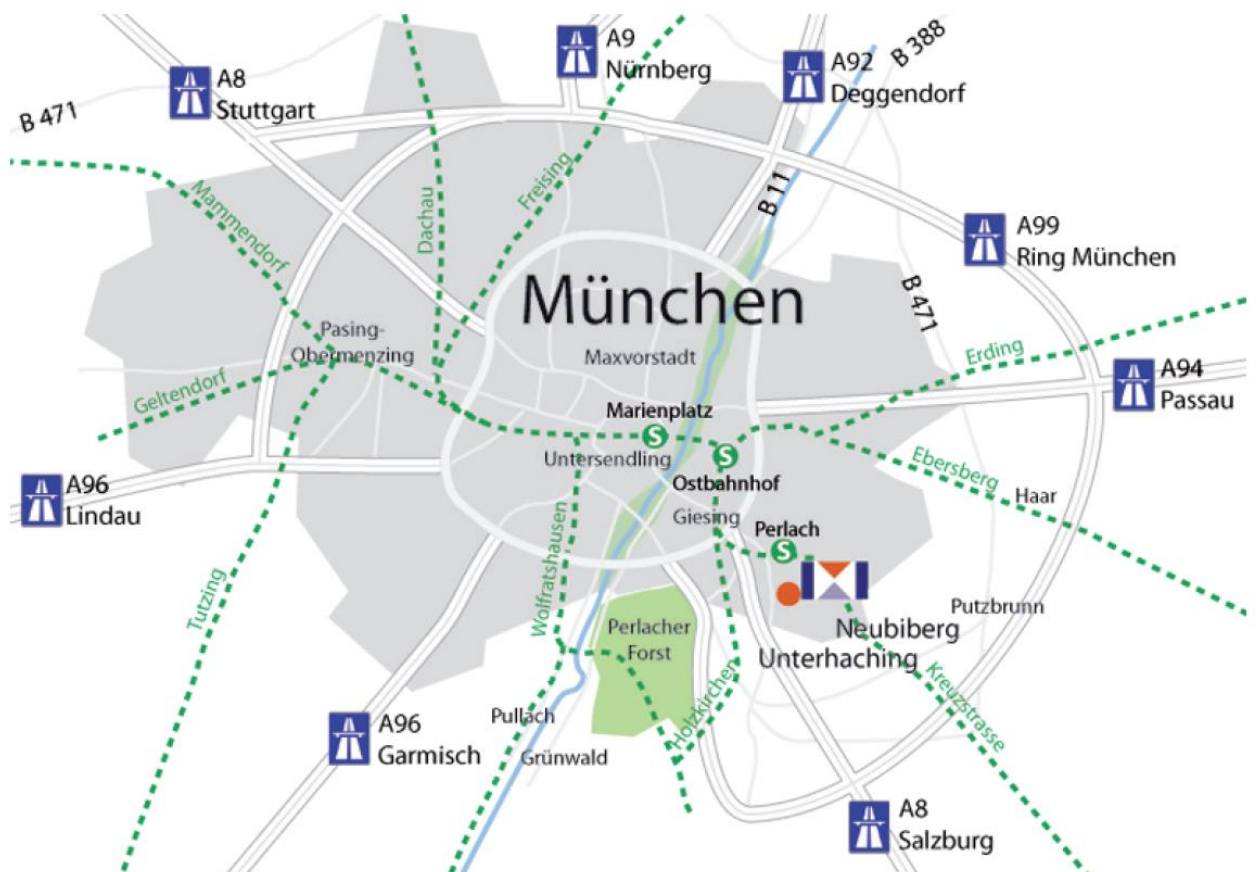 A9
Nürnberg
A92
Deggendorf
B 388
A8
Stuttgart
B 471
Mammendorf
Dachau
Freising
B 11
A99
Ring München
B 471
München
Pasing-
Obermenzing
Maxvorstadt
Erding
A94
Passau
Geltendorf
Marienplatz
S
Untersendling
S
Ostbahnhof
Ebersberg
Haar
A96
Lindau
Giesing
Perlach
S
Wolfratshausen
Tutzing
Putzbrunn
Perlacher
Forst
Neubiberg
Unterhaching
Holzkirchen
Kreuzstrasse
Pullach
Grünwald
A96
Garmisch
A8
Salzburg